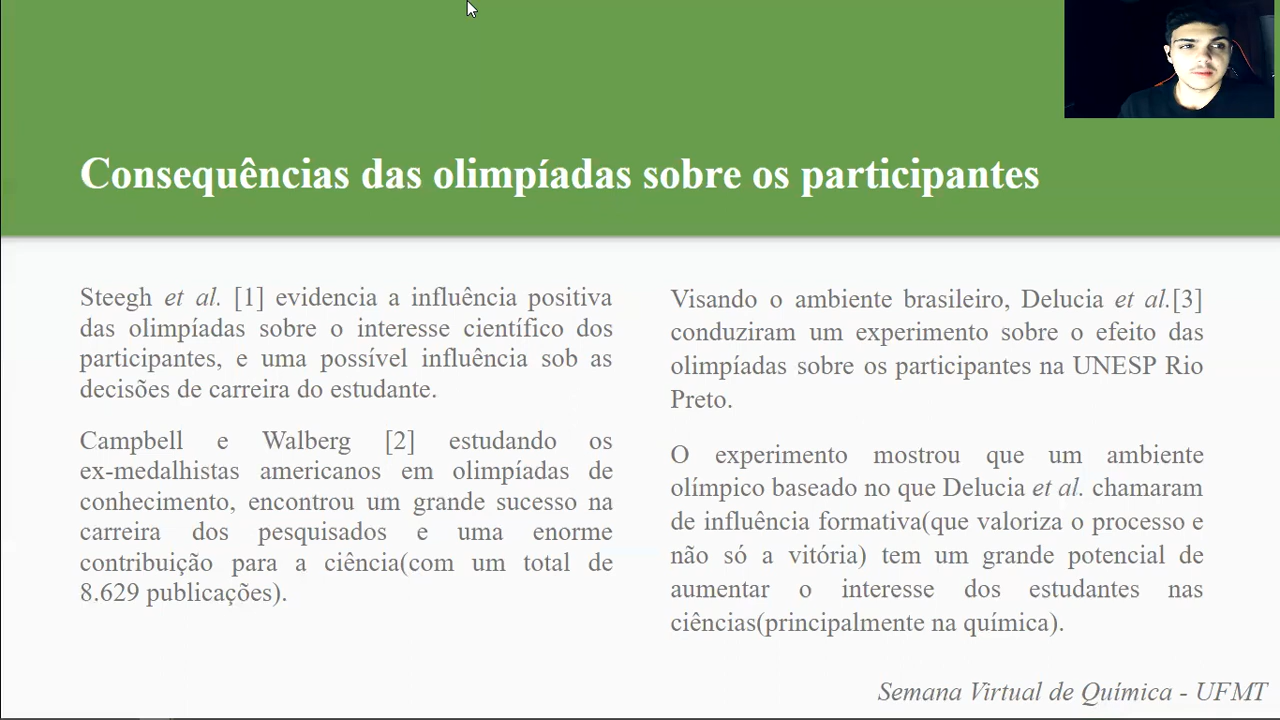 Consequências das olimpíadas sobre os participantes
Steegh et al. [1] evidencia a influência positiva
das olimpíadas sobre o interesse científico dos
participantes, e uma possível influência sob as
decisões de carreira do estudante.
Campbell e Walberg [2] estudando os
ex-medalhistas americanos em olimpíadas de
conhecimento, encontrou um grande sucesso na
carreira dos pesquisados e uma enorme
contribuição para a ciência(com um total de
8.629 publicações).
Visando o ambiente brasileiro, Delucia et al.[3]
conduziram um experimento sobre o efeito das
olimpíadas sobre os participantes na UNESP Rio
Preto.
O experimento mostrou que um ambiente
olímpico baseado no que Delucia et al. chamaram
de influência formativa(que valoriza o processo e
não só a vitória) tem um grande potencial de
aumentar o interesse dos estudantes nas
ciências(principalmente na química).
Semana Virtual de Química - UFMT